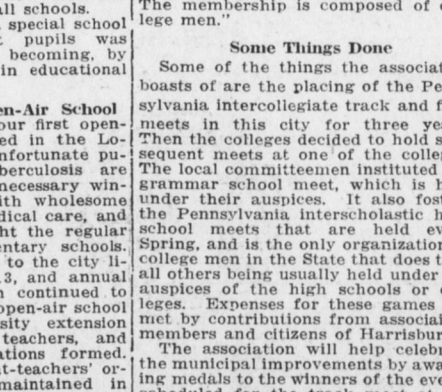 all schools.
special school
pupils was
becoming, by
in educational
en-Air School
our first open-
ed in the Lo-
nfortunate pu-
berculosis are
necessary win-
ith wholesome
dical care, and
ht the regular
entary schools.
to the city li-
13, and annual
continued to
open-air school
sity extension
teachers, and
ations formed.
nt-teachers' or-
maintained in
The membership is composed of
lege men."
Some Things Done
Some of the things the associat
boasts of are the placing of the Pe
sylvania intercollegiate track and f
meets in this city for three ye
Then the colleges decided to hold s
sequent meets at one of the colle
The local committeemen instituted
grammar school meet, which is h
under their auspices. It also fost
the Pennsylvania interscholastic h
school meets that are held ev
Spring, and is the only organization
college men in the State that does t
all others being usually held under
auspices of the high schools or
leges. Expenses for these games
met by contributions from associat
members and citizens of Harrisbur
The association will help celebr
the municipal improvements by awa
ing medals to the winners of the